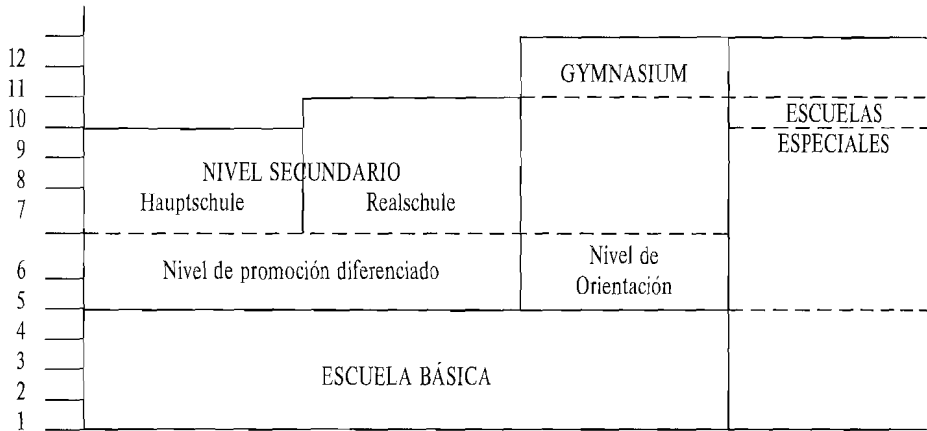 12
GYMNASIUM
11
10
ESCUELAS
9
ESPECIALES
8
NIVEL SECUNDARIO
7
Hauptschule
Realschule
6
Nivel de promoción diferenciado
Nivel de
Orientación
5
4
3
ESCUELA BÁSICA
2
1